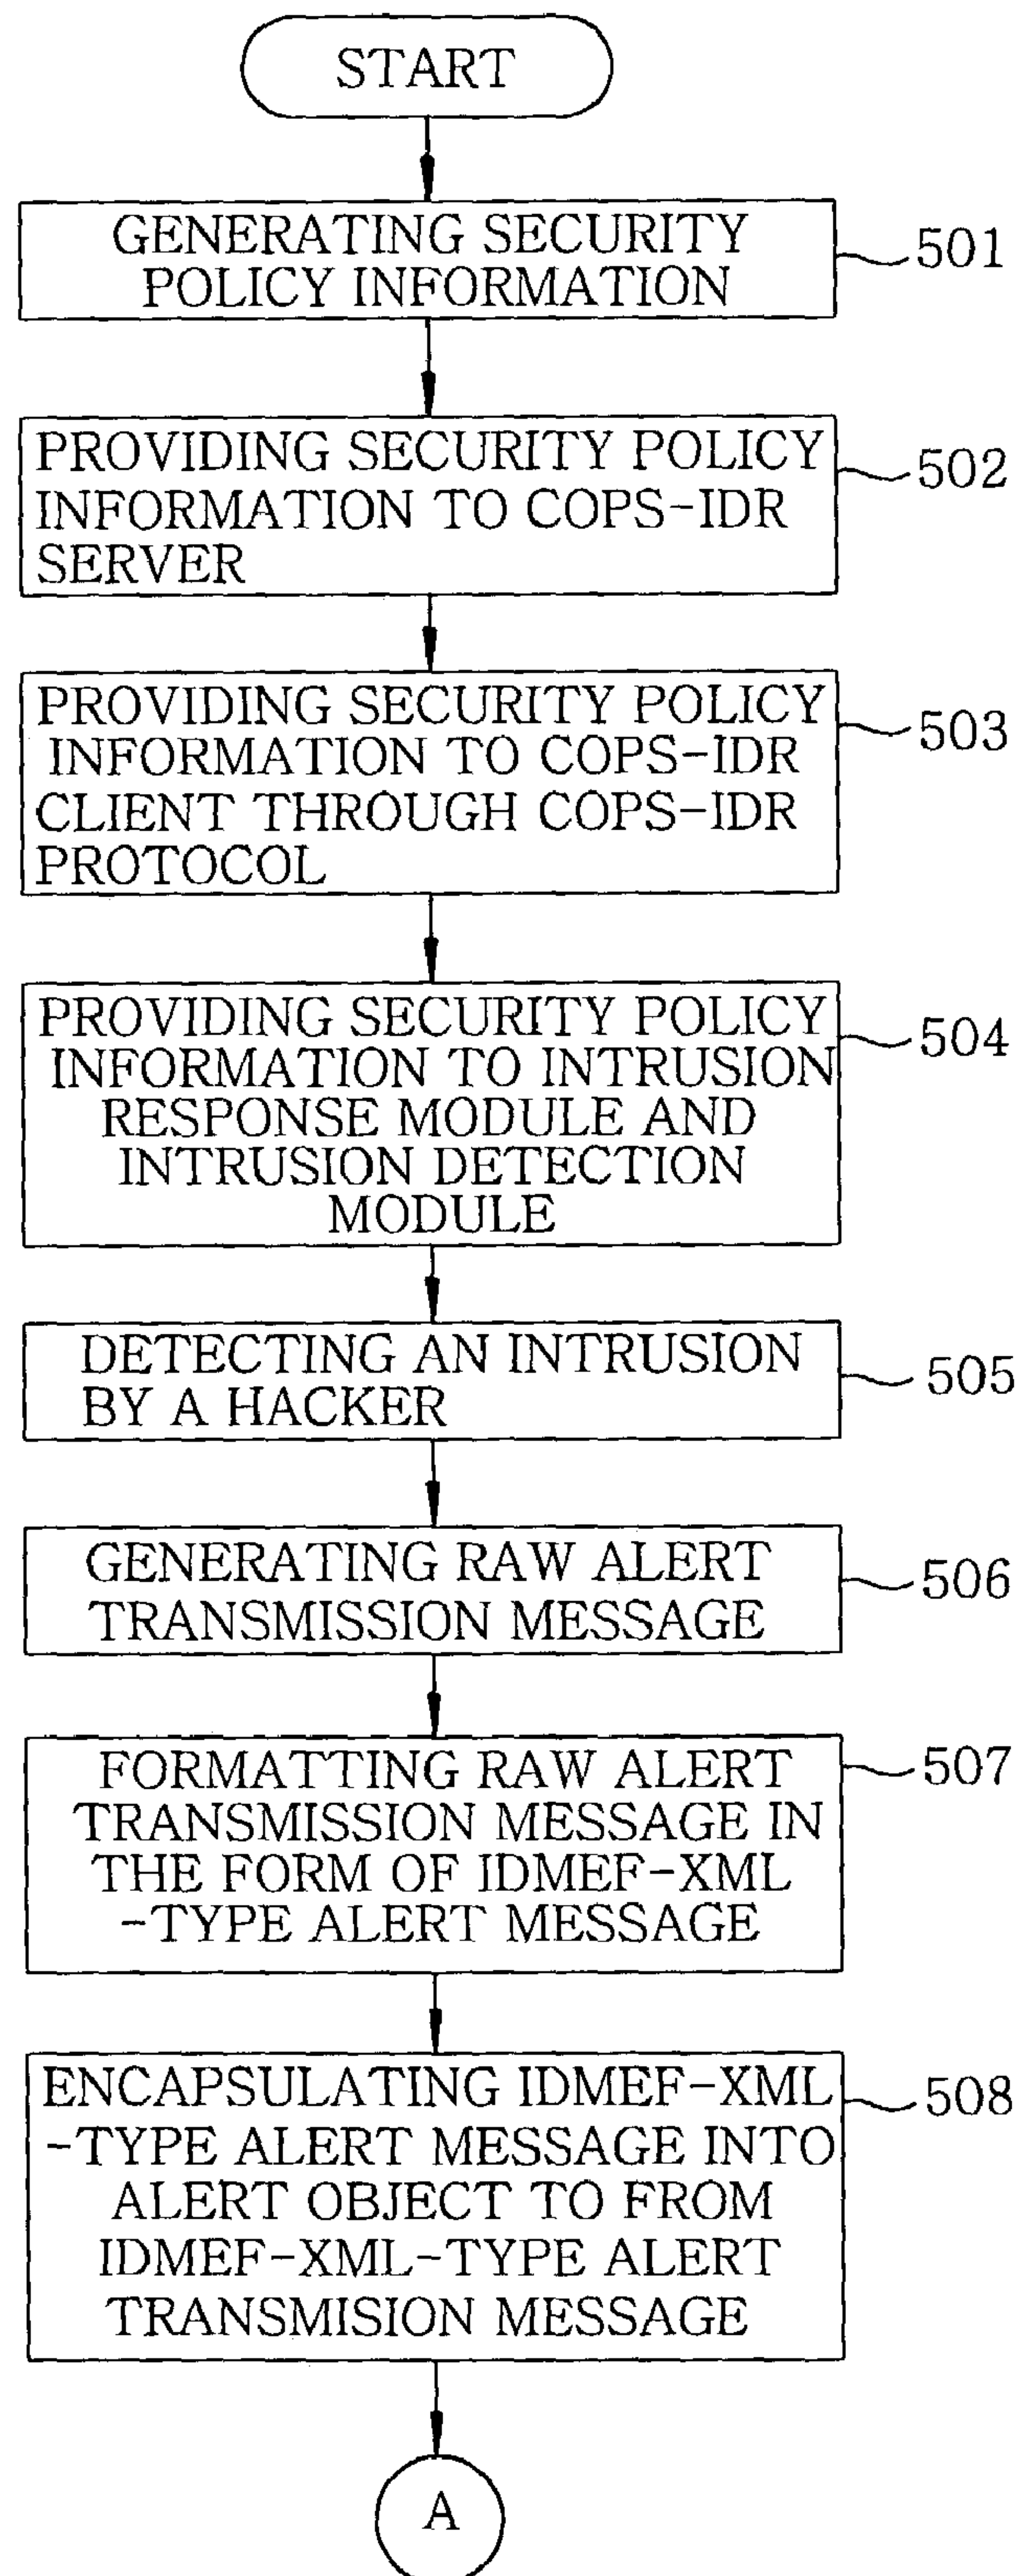 START
GENERATING SECURITY
POLICY INFORMATION
501
PROVIDING SECURITY POLICY
INFORMATION TO COPS-IDR
SERVER
502
PROVIDING SECURITY POLICY
INFORMATION TO COPS-IDR
CLIENT THROUGH COPS-IDR
PROTOCOL
503
PROVIDING SECURITY POLICY
INFORMATION TO INTRUSION
RESPONSE MODULE AND
INTRUSION DETECTION
MODULE
504
DETECTING AN INTRUSION
BY A HACKER
505
GENERATING RAW ALERT
TRANSMISSION MESSAGE
506
FORMATTING RAW ALERT
TRANSMISSION MESSAGE IN
THE FORM OF IDMEF-XML
-TYPE ALERT MESSAGE
507
ENCAPSULATING IDMEF-XML
-TYPE ALERT MESSAGE INTO
ALERT OBJECT TO FROM
IDMEF-XML-TYPE ALERT
TRANSMISION MESSAGE
508
A